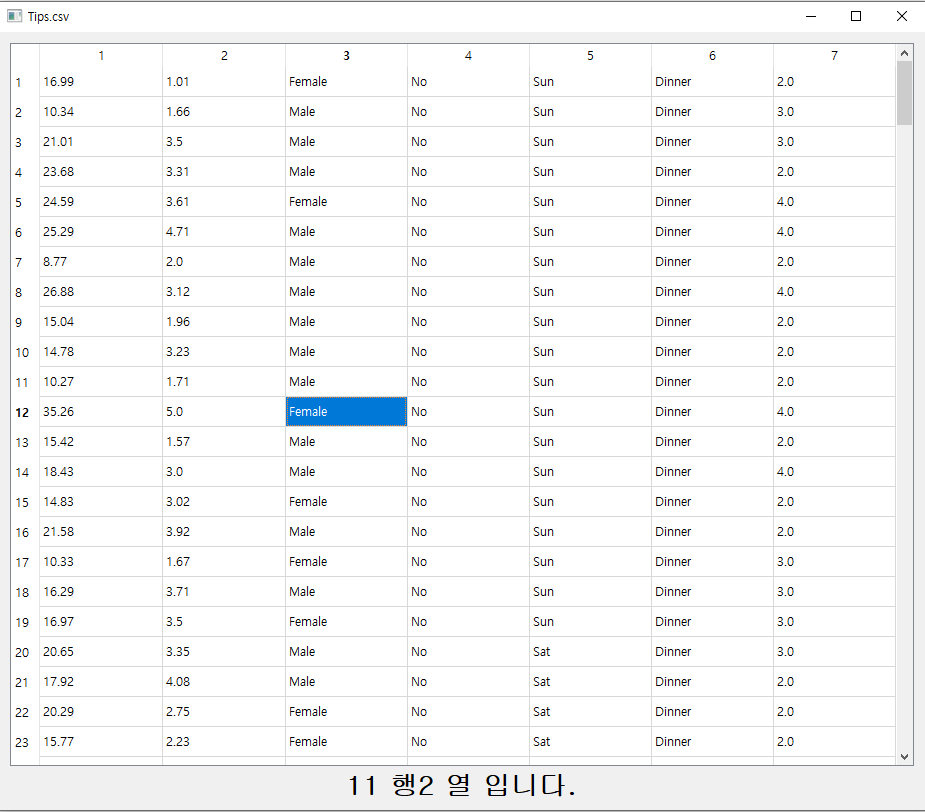 Tips.csv
1 2 3 4 5 6 7
1 16.99 1.01 Female No Sun Dinner 2.0
2 10.34 1.66 Male No Sun Dinner 3.0
3 21.01 3.5 Male No Sun Dinner 3.0
4 23.68 3.31 Male No Sun Dinner 2.0
5 24.59 3.61 Female No Sun Dinner 4.0
6 25.29 4.71 Male No Sun Dinner 4.0
7 8.77 2.0 Male No Sun Dinner 2.0
8 26.88 3.12 Male No Sun Dinner 4.0
9 15.04 1.96 Male No Sun Dinner 2.0
10 14.78 3.23 Male No Sun Dinner 2.0
11 10.27 1.71 Male No Sun Dinner 2.0
12 35.26 5.0 Female No Sun Dinner 4.0
13 15.42 1.57 Male No Sun Dinner 2.0
14 18.43 3.0 Male No Sun Dinner 4.0
15 14.83 3.02 Female No Sun Dinner 2.0
16 21.58 3.92 Male No Sun Dinner 2.0
17 10.33 1.67 Female No Sun Dinner 3.0
18 16.29 3.71 Male No Sun Dinner 3.0
19 16.97 3.5 Female No Sun Dinner 3.0
20 20.65 3.35 Male No Sat Dinner 3.0
21 17.92 4.08 Male No Sat Dinner 2.0
22 20.29 2.75 Female No Sat Dinner 2.0
23 15.77 2.23 Female No Sat Dinner 2.0
11 행2 열 입니다.